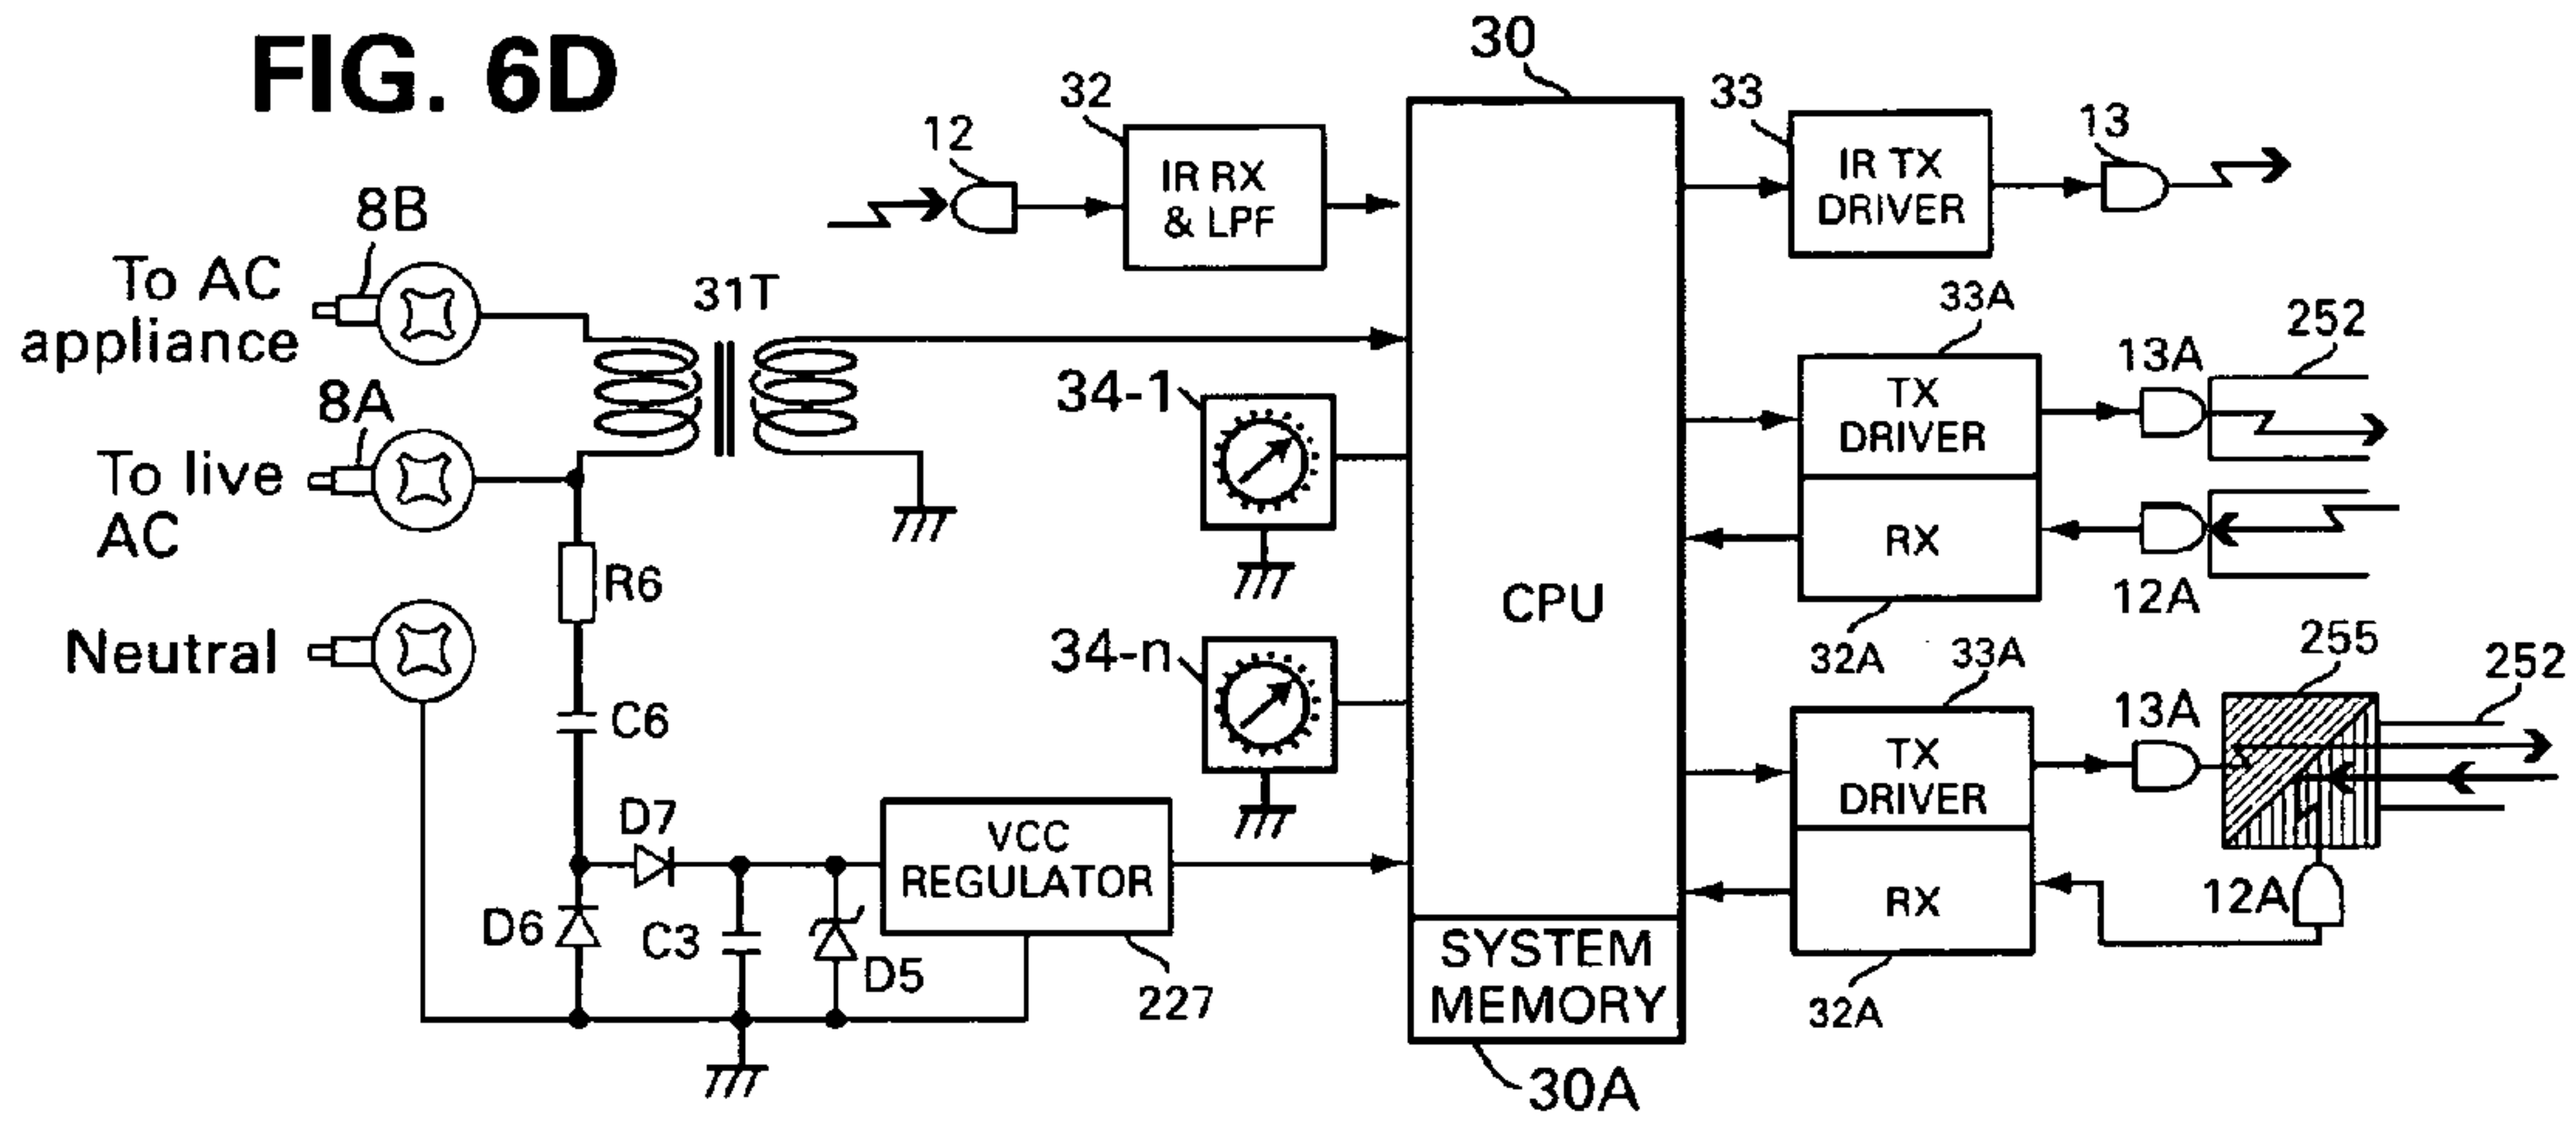 FIG. 6D
30
32
33
12
13
IR RX
& LPF
IR TX
DRIVER
8B
To AC
appliance
31T
33A
252
13A
34-1
TX
DRIVER
8A
To live
AC
RX
R6
CPU
12A
32A
33A
255
252
Neutral
34-n
C6
13A
TX
DRIVER
D7
VCC
REGULATOR
D6
C3
D5
RX
12A
227
SYSTEM
MEMORY
32A
30A